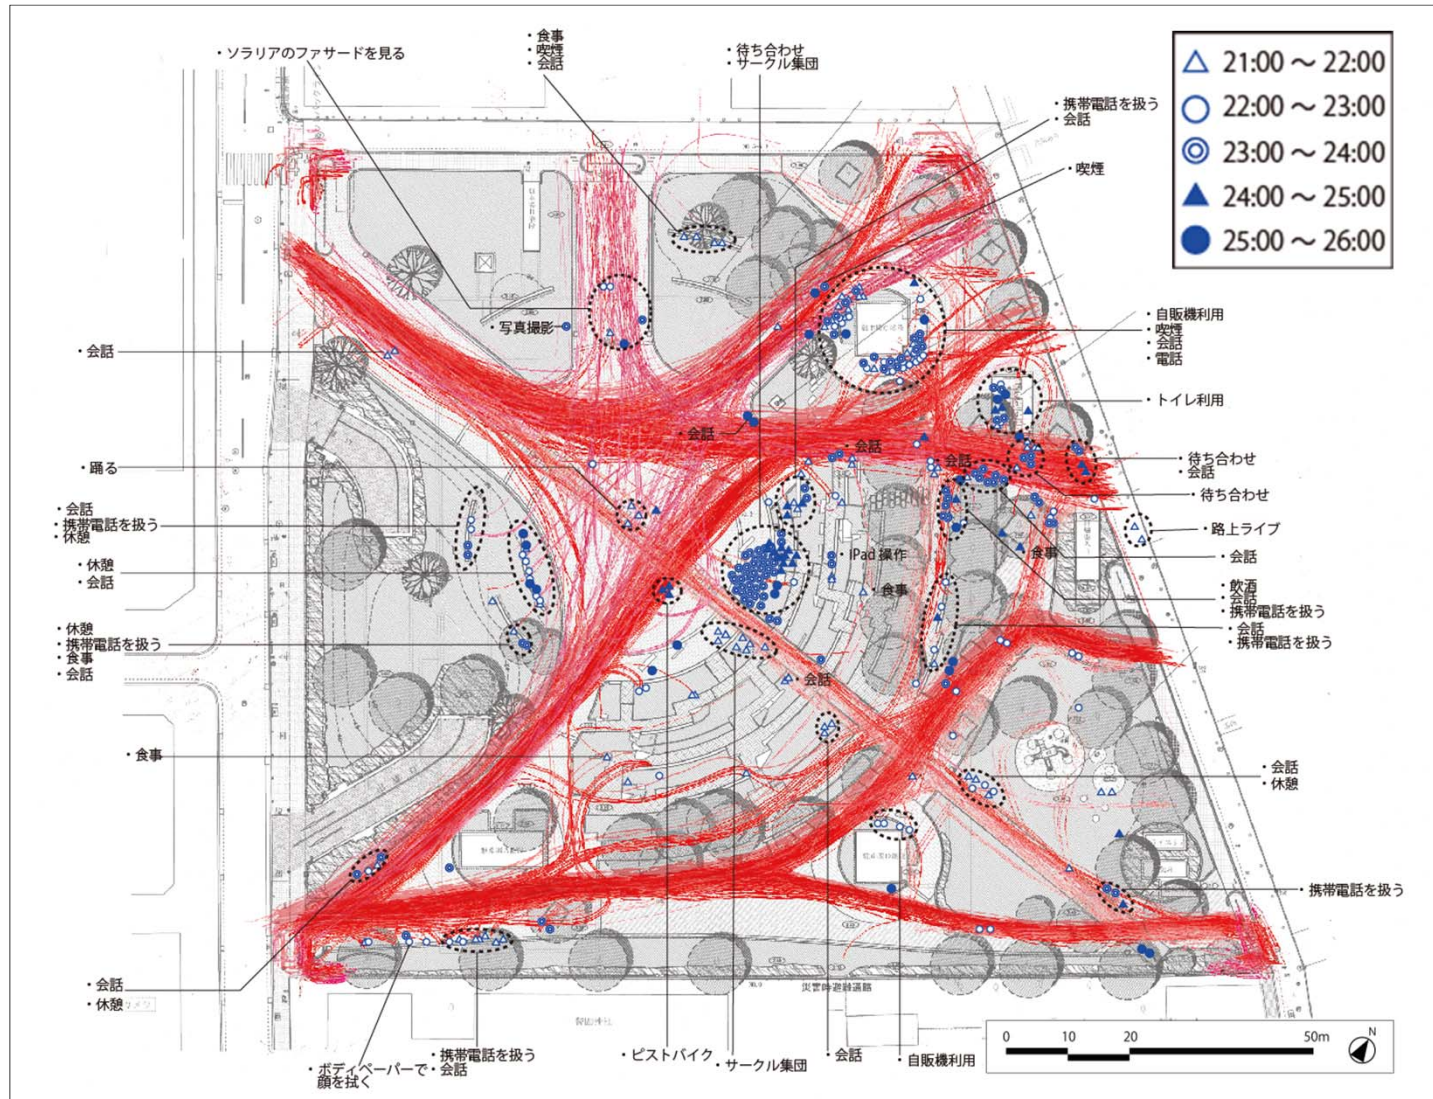 ・ソラリアのファサードを見る
・食事
・喫煙
・会話
・待ち合わせ
・サークル集団
△ 21:00 ～ 22:00
○ 22:00 ～ 23:00
◎ 23:00 ～ 24:00
▲ 24:00 ～ 25:00
● 25:00 ～ 26:00
・携帯電話を扱う
・会話
・喫煙
・写真撮影
・自販機利用
・喫煙
・会話
・電話
・会話
・トイレ利用
・会話
・会話
・会話
・踊る
・待ち合わせ
・会話
・待ち合わせ
・会話
・携帯電話を扱う
・休憩
・路上ライブ
・iPad 操作
・食事
・会話
・休憩
・会話
・食事
・飲酒
・会話
・携帯電話を扱う
・休憩
・携帯電話を扱う
・食事
・会話
・会話
・携帯電話を扱う
・会話
・食事
・会話
・休憩
・携帯電話を扱う
・会話
・休憩
災害時避難通路
・ボディペーパーで
顔を拭く
・携帯電話を扱う
・会話
・ピストバイク
・サークル集団
・会話
・自販機利用
0 10 20 50m
N